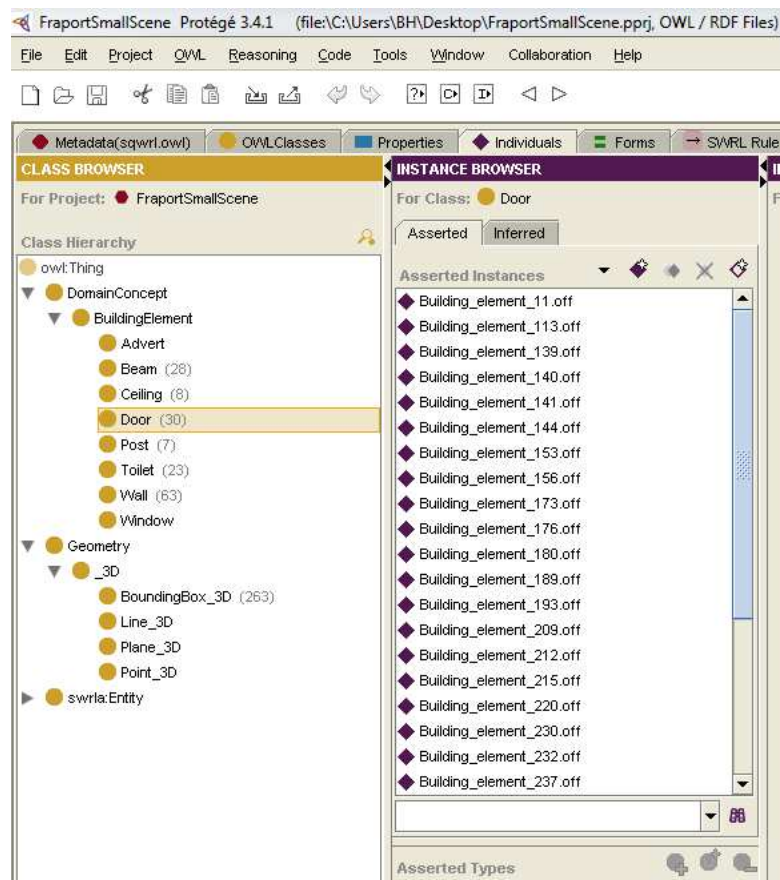 FraportSmallScene Protégé 3.4.1 (file:\C:\Users\BH\Desktop\FraportSmallScene.pprj, OWL / RDF Files)
File Edit Project OWL Reasoning Code Tools Window Collaboration Help
Metadata(sqwrl.owl) OWLClasses Properties Individuals Forms SWRL Rule
CLASS BROWSER
For Project: FraportSmallScene
Class Hierarchy
owl:Thing
DomainConcept
BuildingElement
Advert
Beam (28)
Ceiling (8)
Door (30)
Post (7)
Toilet (23)
Wall (63)
Window
Geometry
_3D
BoundingBox_3D (263)
Line_3D
Plane_3D
Point_3D
swrla:Entity
INSTANCE BROWSER
For Class: Door
Asserted Inferred
Asserted Instances
Building_element_11.off
Building_element_113.off
Building_element_139.off
Building_element_140.off
Building_element_141.off
Building_element_144.off
Building_element_153.off
Building_element_156.off
Building_element_173.off
Building_element_176.off
Building_element_180.off
Building_element_189.off
Building_element_193.off
Building_element_209.off
Building_element_212.off
Building_element_215.off
Building_element_220.off
Building_element_230.off
Building_element_232.off
Building_element_237.off
Asserted Types